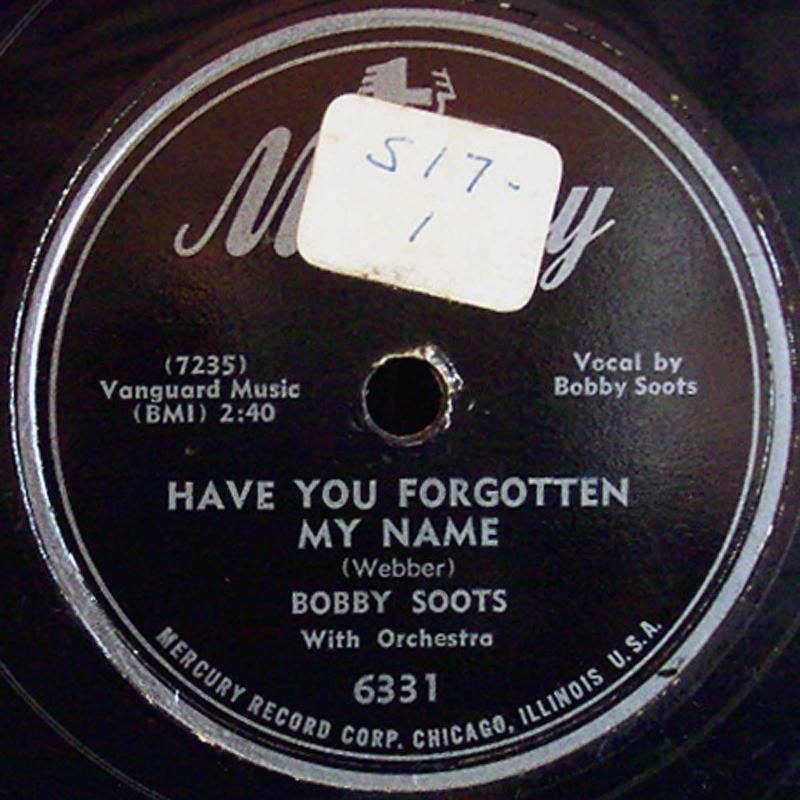 M y
S17-
1
(7235)
Vanguard Music
(BMI) 2:40
Vocal by
Bobby Soots
HAVE YOU FORGOTTEN
MY NAME
(Webber)
BOBBY SOOTS
With Orchestra
6331
MERCURY RECORD CORP. CHICAGO, ILLINOIS U.S.A.